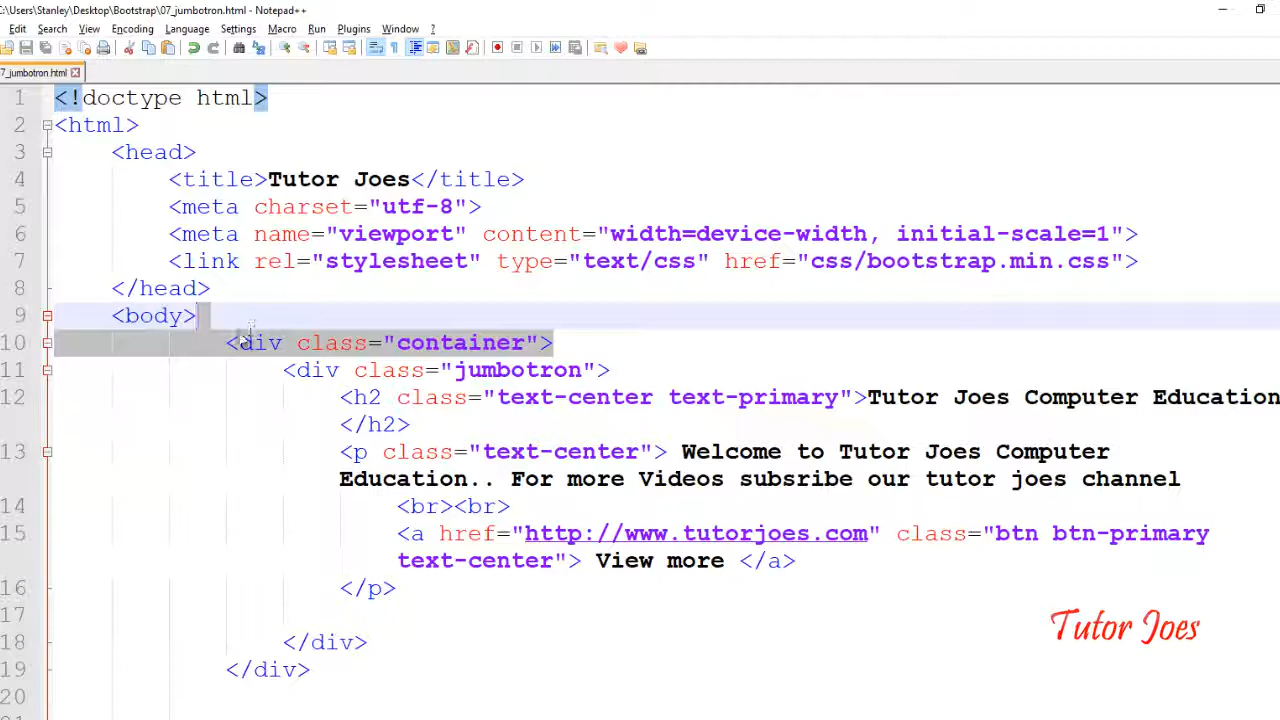 C:\Users\Stanley\Desktop\Bootstrap\07_jumbotron.html - Notepad++
Edit Search View Encoding Language Settings Macro Run Plugins Window ?
07_jumbotron.html
1 <!doctype html>
2 <html>
3 <head>
4 <title>Tutor Joes</title>
5 <meta charset="utf-8">
6 <meta name="viewport" content="width=device-width, initial-scale=1">
7 <link rel="stylesheet" type="text/css" href="css/bootstrap.min.css">
8 </head>
9 <body>
10 <div class="container">
11 <div class="jumbotron">
12 <h2 class="text-center text-primary">Tutor Joes Computer Education
</h2>
13 <p class="text-center"> Welcome to Tutor Joes Computer
Education.. For more Videos subsribe our tutor joes channel
14 <br><br>
15 <a href="http://www.tutorjoes.com" class="btn btn-primary
text-center"> View more </a>
16 </p>
17
18 </div>
19 </div>
20
Tutor Joes